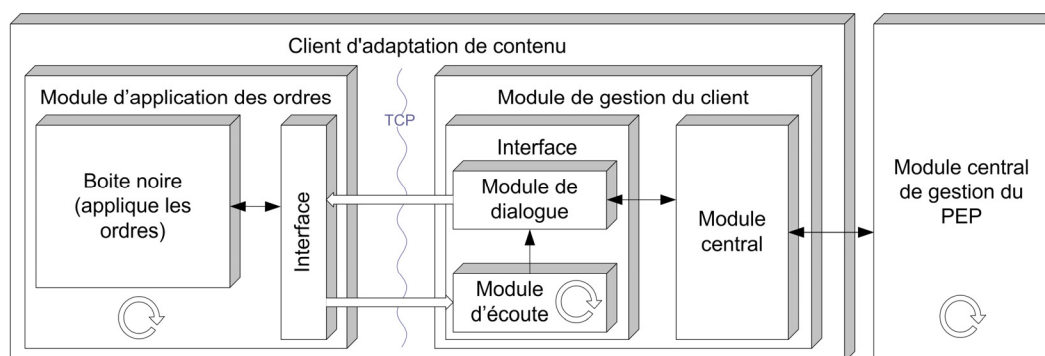 Client d'adaptation de contenu
Module d'application des ordres
Boite noire
(applique les
ordres)
Interface
TCP
Module de gestion du client
Interface
Module de
dialogue
Module
d'écoute
Module
central
Module central
de gestion du
PEP